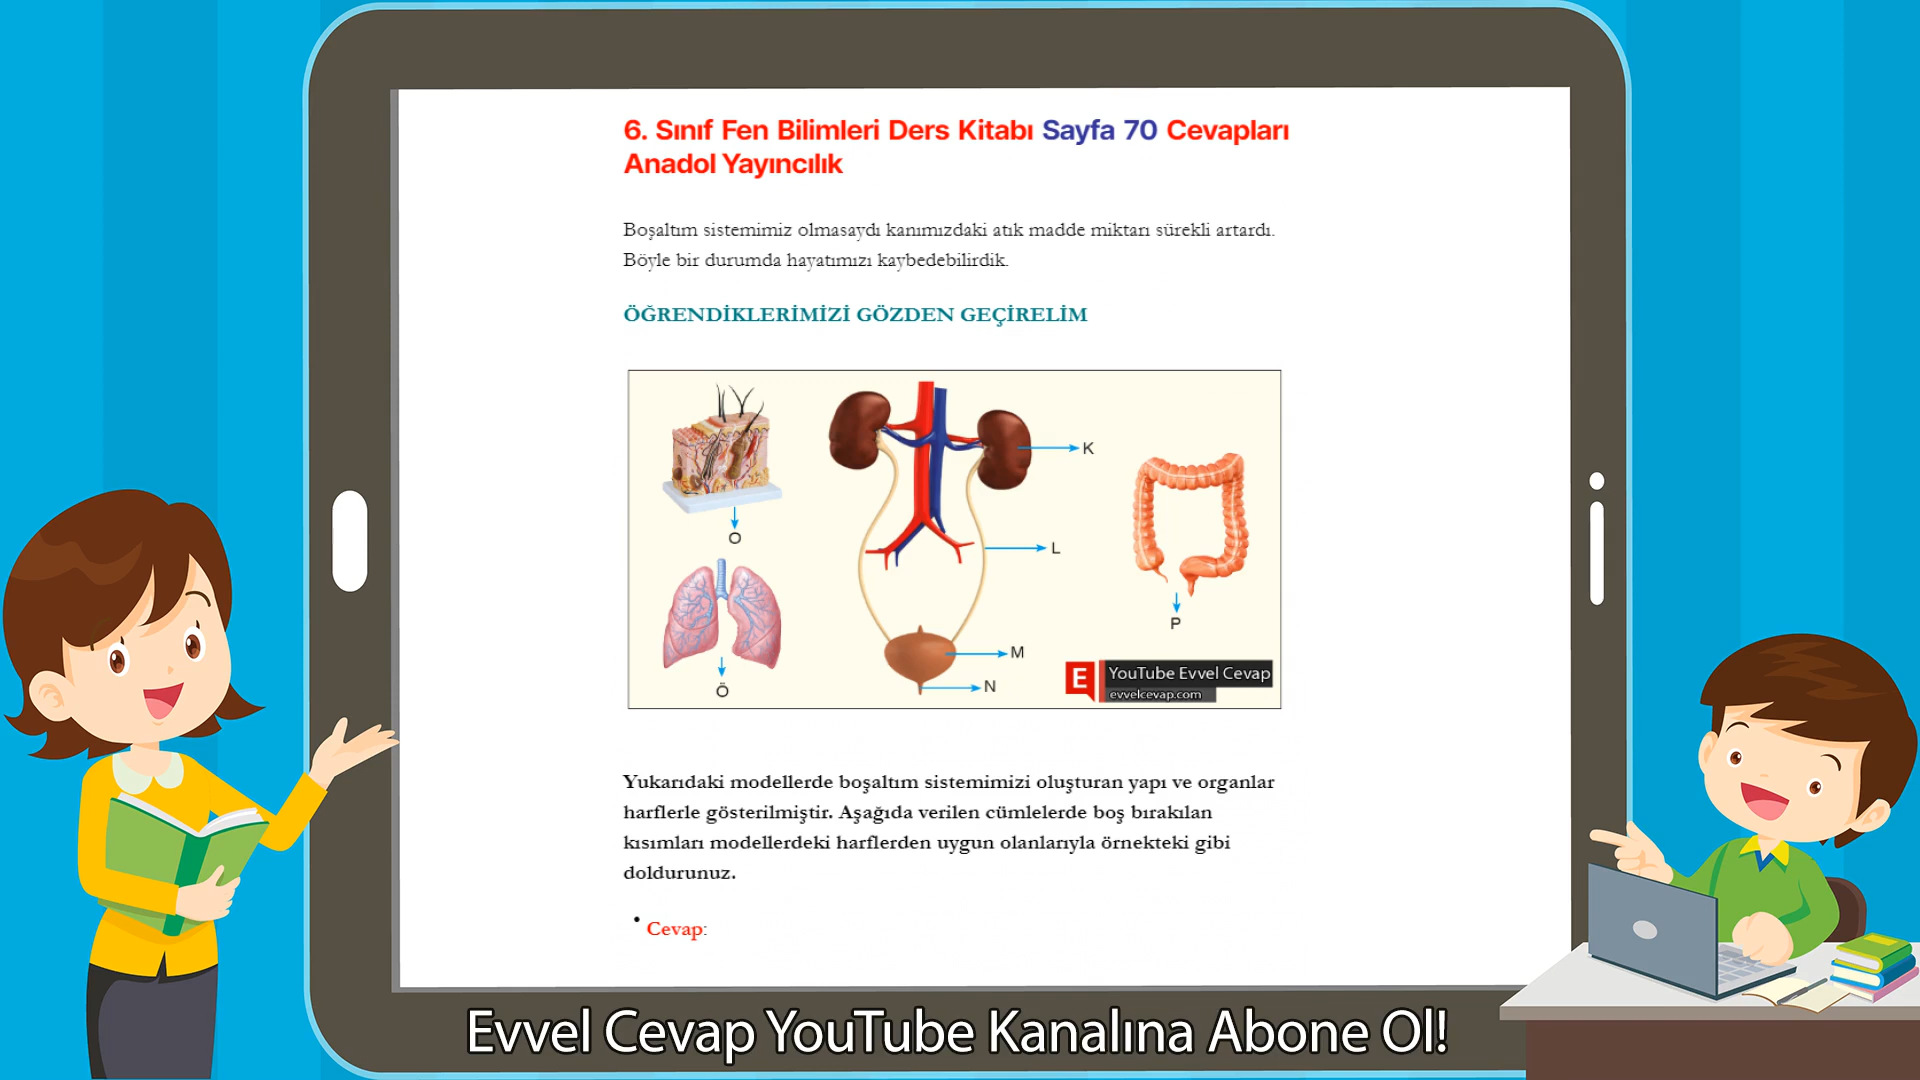 6. Sınıf Fen Bilimleri Ders Kitabı Sayfa 70 Cevapları
Anadol Yayıncılık
Boşaltım sistemimiz olmasaydı kanımızdaki atık madde miktarı sürekli artardı.
Böyle bir durumda hayatımızı kaybedebilirdik.
ÖĞRENDİKLERİMİZİ GÖZDEN GEÇİRELİM
K
O
L
P
M
N
Ö
E
YouTube Evvel Cevap
evvelcevap.com
Yukarıdaki modellerde boşaltım sistemimizi oluşturan yapı ve organlar
harflerle gösterilmiştir. Aşağıda verilen cümlelerde boş bırakılan
kısımları modellerdeki harflerden uygun olanlarıyla örnekteki gibi
doldurunuz.
• Cevap:
Evvel Cevap YouTube Kanalına Abone Ol!